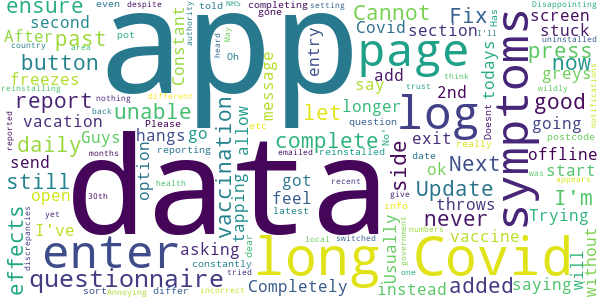 app
data
page
log
symptoms
enter
long Covid
ensure
second
After
past
button
freezes
report
vacation
daily
send
still
open
effects
I've
questionnaire
unable
Guys
hangs
go
option
vaccination
tapping
allow
asking
Completely
Constant
message
entry
let
complete
got
feel
latest
side
say
add
Covid
section
longer
exit
ok
Update
throws
never
Usually
vaccine
instead
added
saying
Cannot
Fix
screen
stuck
press
now
todays
greys
2nd
good
going
offline
Next
start
I'm
Trying
will
without
even
despite
told
NHS
completing
setting
authority
gone
country
area
reinstalling
nothing
reported
pot
Oh
heard
May
I'll
Has
uninstalled
different
Please
No'
trust
Doesnt
think
wildly
notifications
back
months
yet
30th
reporting
etc
question
emailed
reinstalled
date
really
was
postcode
health
recent
give
appears
discrepancies
constantly
dear
info
numbers
government
one
sort
Annoying
differ
tried
incorrect
local
switched